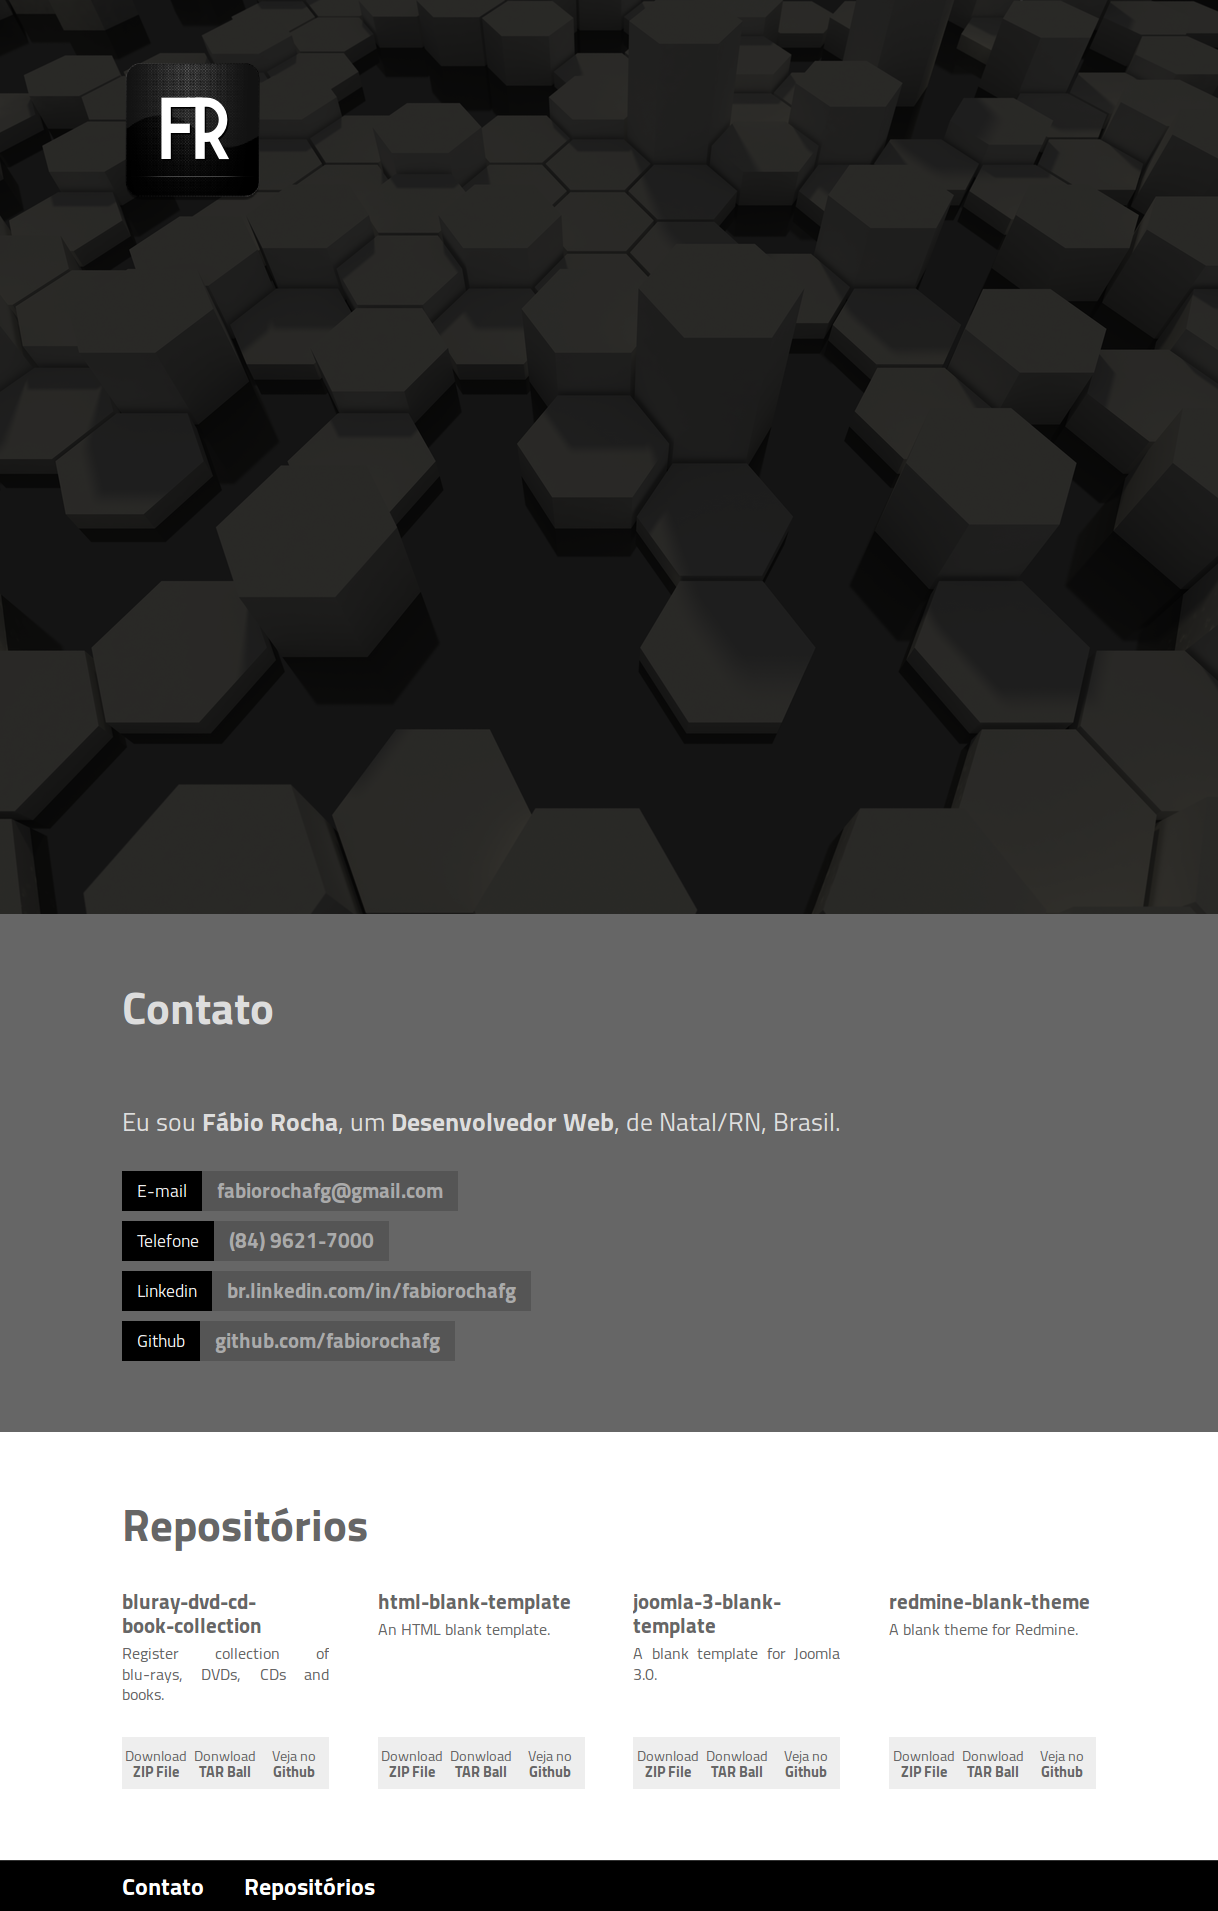 FR
Contato
Eu sou Fábio Rocha, um Desenvolvedor Web, de Natal/RN, Brasil.
E-mail fabiorochafg@gmail.com
Telefone (84) 9621-7000
Linkedin br.linkedin.com/in/fabiorochafg
Github github.com/fabiorochafg
Repositórios
bluray-dvd-cd-
book-collection
Register collection of
blu-rays, DVDs, CDs and
books.
Download Donwload Veja no
ZIP File TAR Ball Github
html-blank-template
An HTML blank template.
Download Donwload Veja no
ZIP File TAR Ball Github
joomla-3-blank-
template
A blank template for Joomla
3.0.
Download Donwload Veja no
ZIP File TAR Ball Github
redmine-blank-theme
A blank theme for Redmine.
Download Donwload Veja no
ZIP File TAR Ball Github
Contato Repositórios